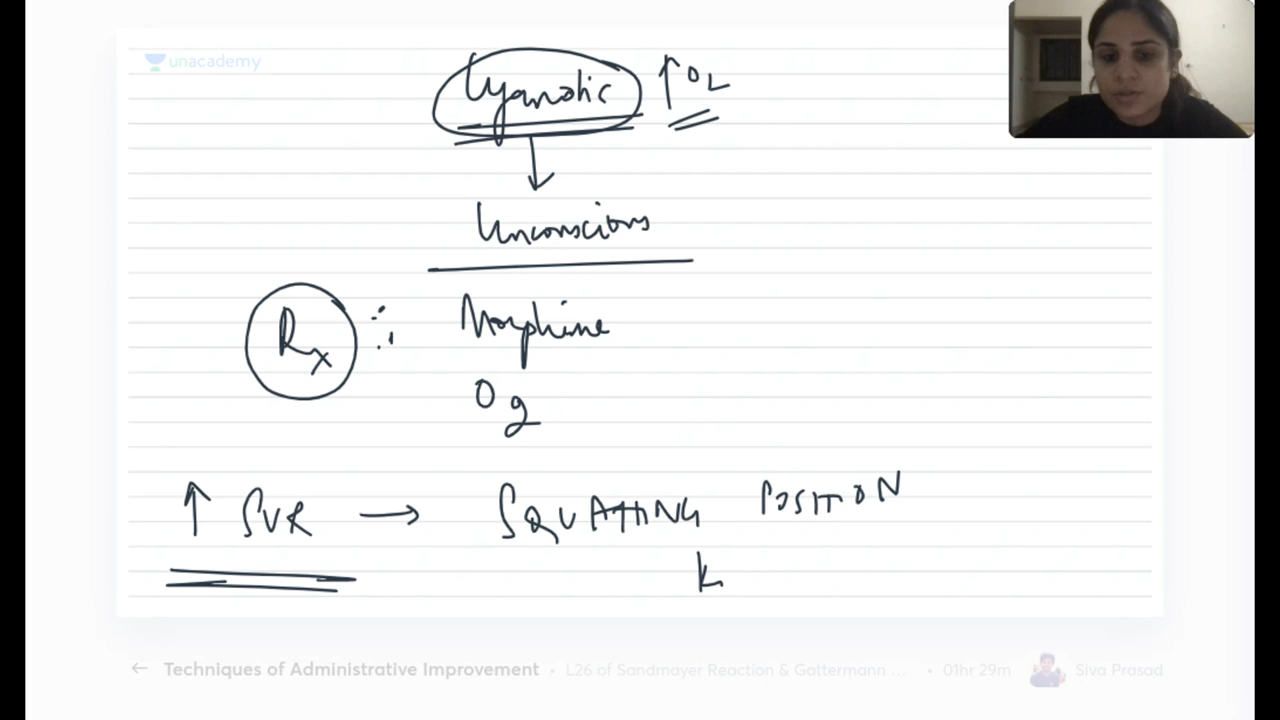 unacademy
Cyanotic ↑ O2
↓
Unconscious
Rx : Morphine
O2
↑ SVR → SQUATTING POSITION
k
← Techniques of Administrative Improvement • L26 of Sandmayer Reaction & Gattermann ... • 01hr 29m Siva Prasad